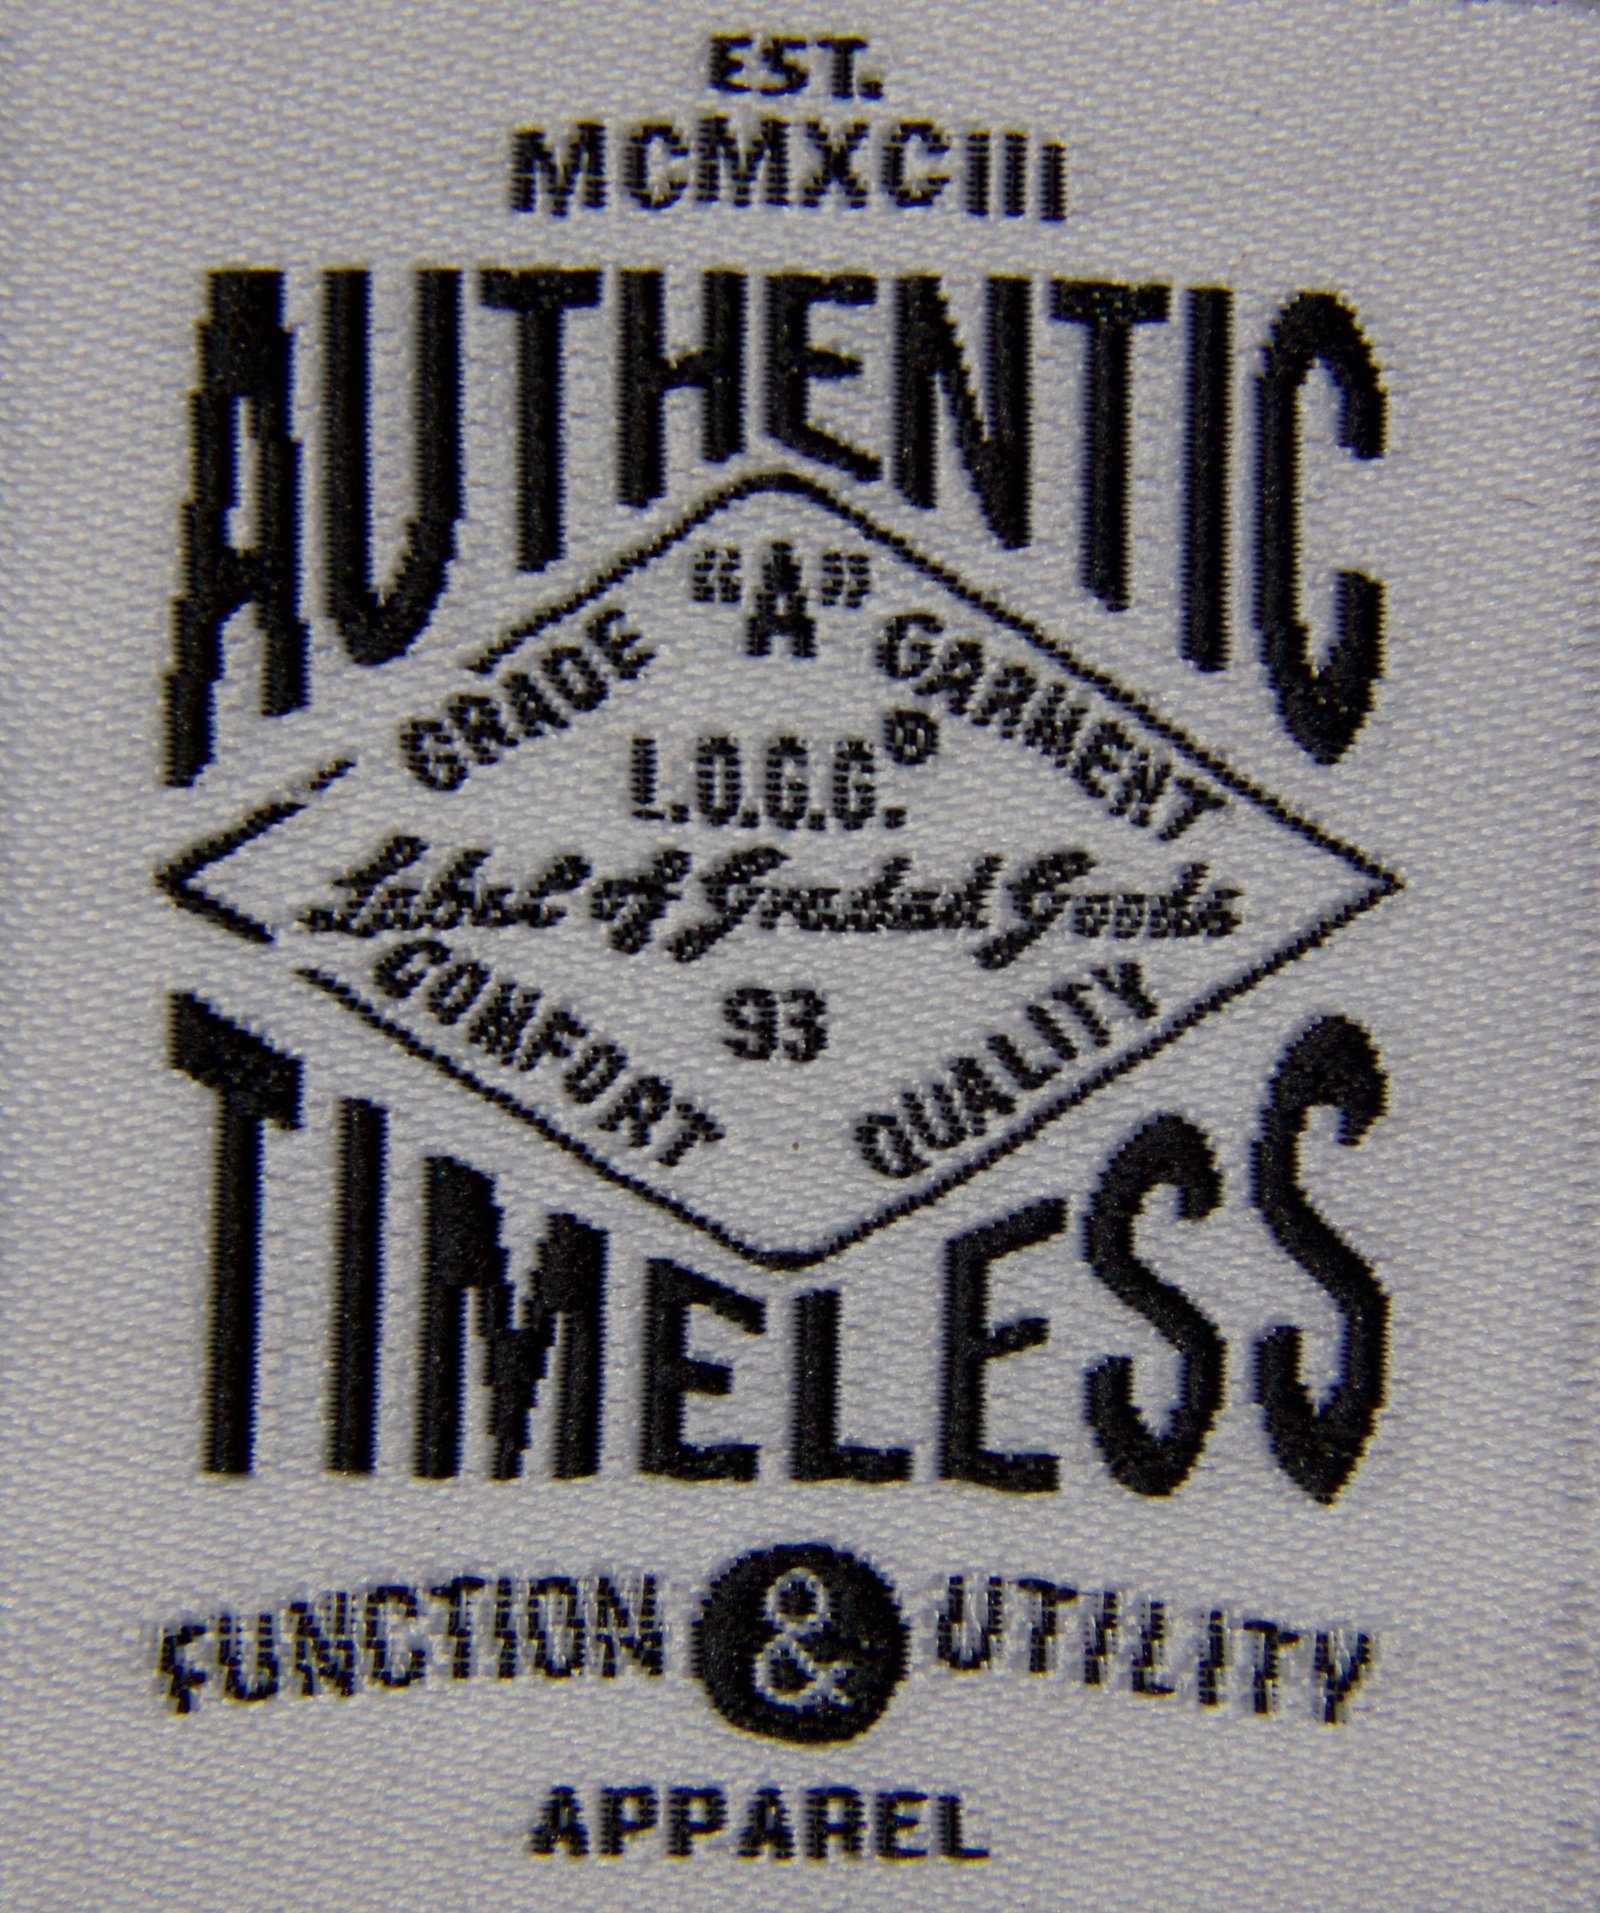 EST.
MCMXCIII
AUTHENTIC
GRADE "A" GARMENT
L.O.G.G.®
Label of Graded Goods
93
COMFORT QUALITY
TIMELESS
FUNCTION & UTILITY
APPAREL